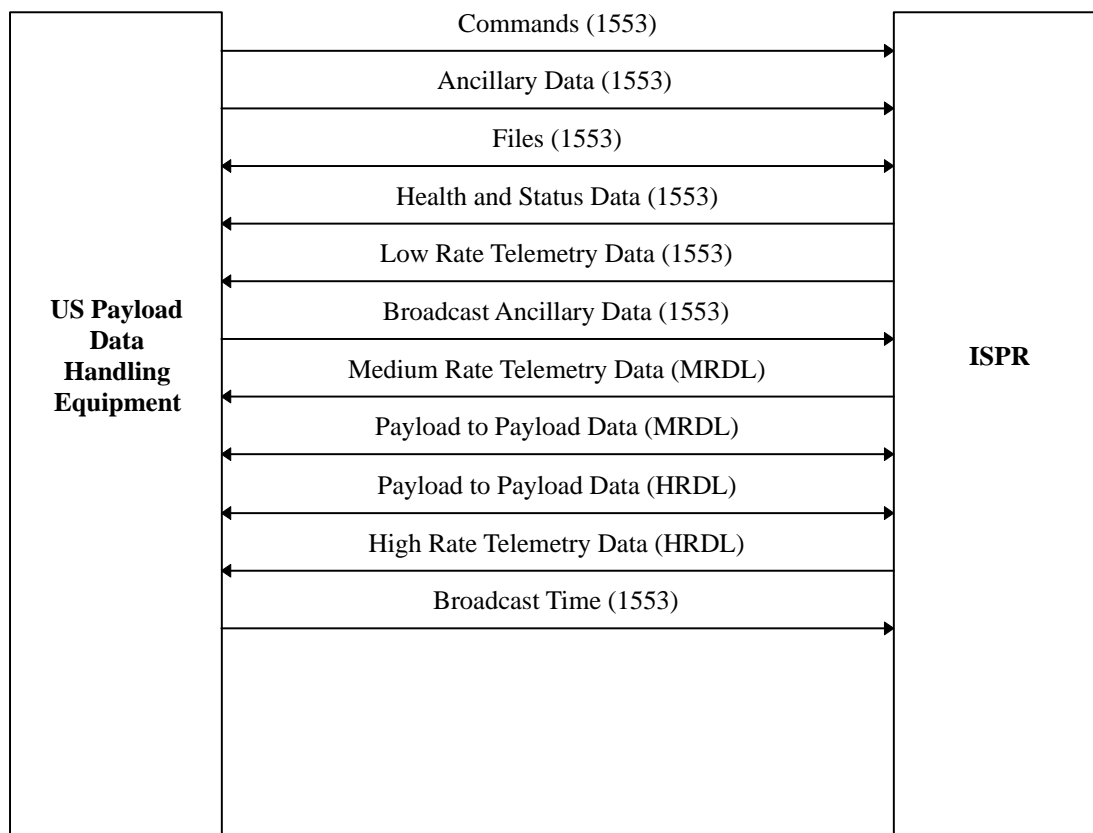 Commands (1553)
Ancillary Data (1553)
Files (1553)
Health and Status Data (1553)
Low Rate Telemetry Data (1553)
US Payload
Data
Handling
Equipment
Broadcast Ancillary Data (1553)
ISPR
Medium Rate Telemetry Data (MRDL)
Payload to Payload Data (MRDL)
Payload to Payload Data (HRDL)
High Rate Telemetry Data (HRDL)
Broadcast Time (1553)